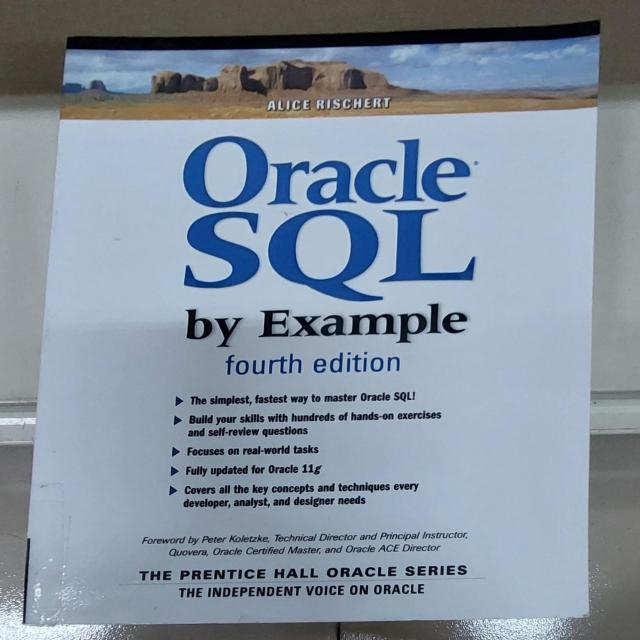 ALICE RISCHERT
Oracle
SQL
by Example
fourth edition
The simplest, fastest way to master Oracle SQL!
Build your skills with hundreds of hands-on exercises
and self-review questions
Focuses on real-world tasks
Fully updated for Oracle 11g
Covers all the key concepts and techniques every
developer, analyst, and designer needs
Foreword by Peter Koletzke, Technical Director and Principal Instructor,
Quovera, Oracle Certified Master, and Oracle ACE Director
THE PRENTICE HALL ORACLE SERIES
THE INDEPENDENT VOICE ON ORACLE